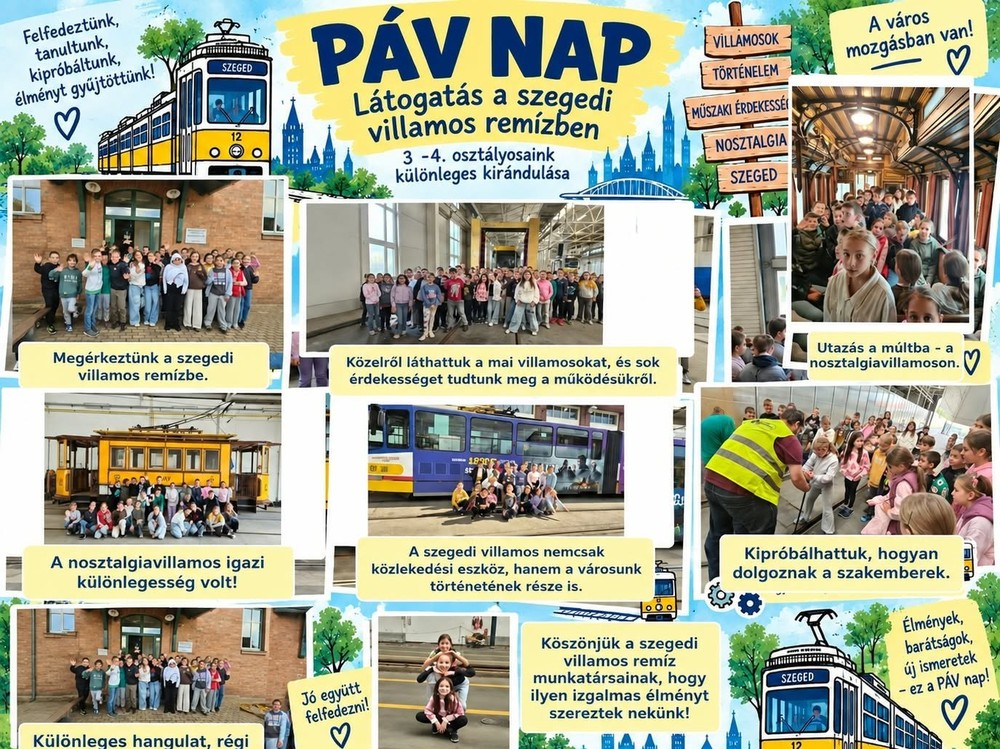 Felfedeztünk,
tanultunk,
kipróbáltunk,
élményt gyűjtöttünk!
SZEGED
12
PÁV NAP
Látogatás a szegedi
villamos remízben
3 -4. osztályosaink
különleges kirándulása
VILLAMOSOK
TÖRTÉNELEM
MŰSZAKI ÉRDEKESSÉG
NOSZTALGIA
SZEGED
A város
mozgásban van!
Megérkeztünk a szegedi
villamos remízbe.
Közelről láthattuk a mai villamosokat, és sok
érdekességet tudtunk meg a működésükről.
Utazás a múltba - a
nosztalgiavillamoson.
A nosztalgiavillamos igazi
különlegesség volt!
A szegedi villamos nemcsak
közlekedési eszköz, hanem a városunk
történetének része is.
Kipróbálhattuk, hogyan
dolgoznak a szakemberek.
Különleges hangulat, régi
Jó együtt
felfedezni!
Köszönjük a szegedi
villamos remíz
munkatársainak, hogy
ilyen izgalmas élményt
szereztek nekünk!
SZEGED
12
Élmények,
barátságok,
új ismeretek
– ez a PÁV nap!